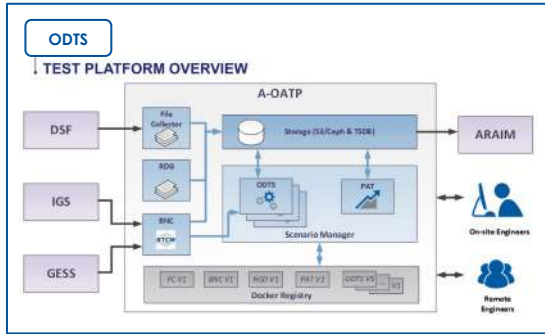 ODTS
TEST PLATFORM OVERVIEW
A-OATP
DSF
File
Collector
Storage (S3/Ceph & TSDB)
ARAIM
RDG
ODTS
PAT
IGS
BNC
RTCM
Scenario Manager
On-site Engineers
GESS
FC V1
BNC V1
RGD V1
PAT V1
ODTS V5
... V1
Docker Registry
Remote
Engineers